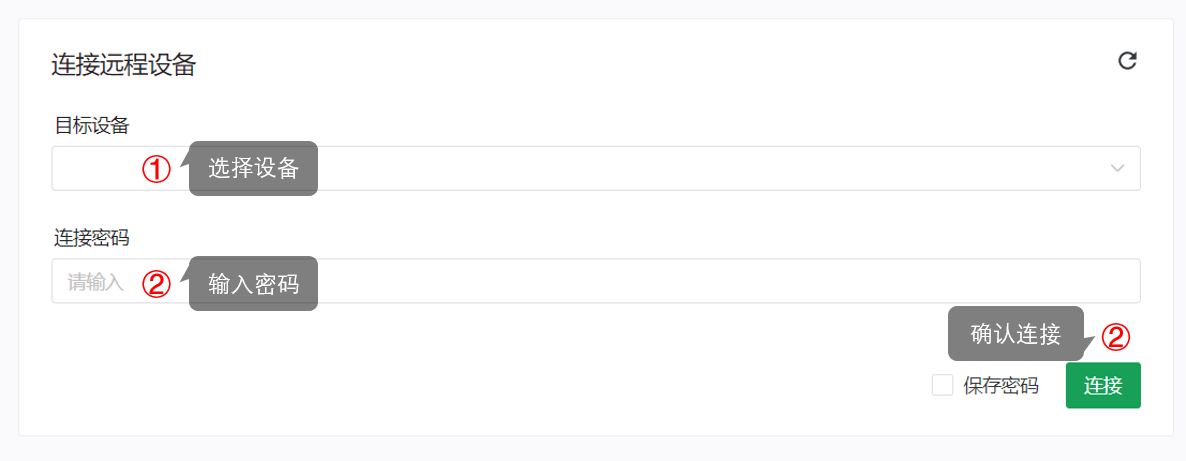 连接远程设备
目标设备
① 选择设备
连接密码
请输入 ② 输入密码
确认连接 ②
保存密码 连接